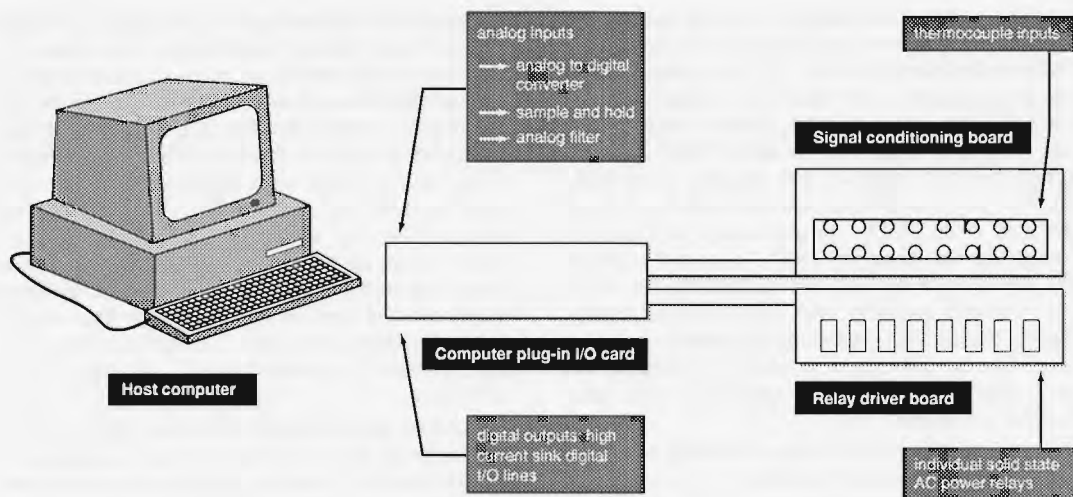 analog inputs
analog to digital
converter
sample and hold
analog filter
thermocouple inputs
Signal conditioning board
Computer plug-in I/O card
Host computer
Relay driver board
digital outputs: high
current sink digital
I/O lines
individual solid state
AC power relays